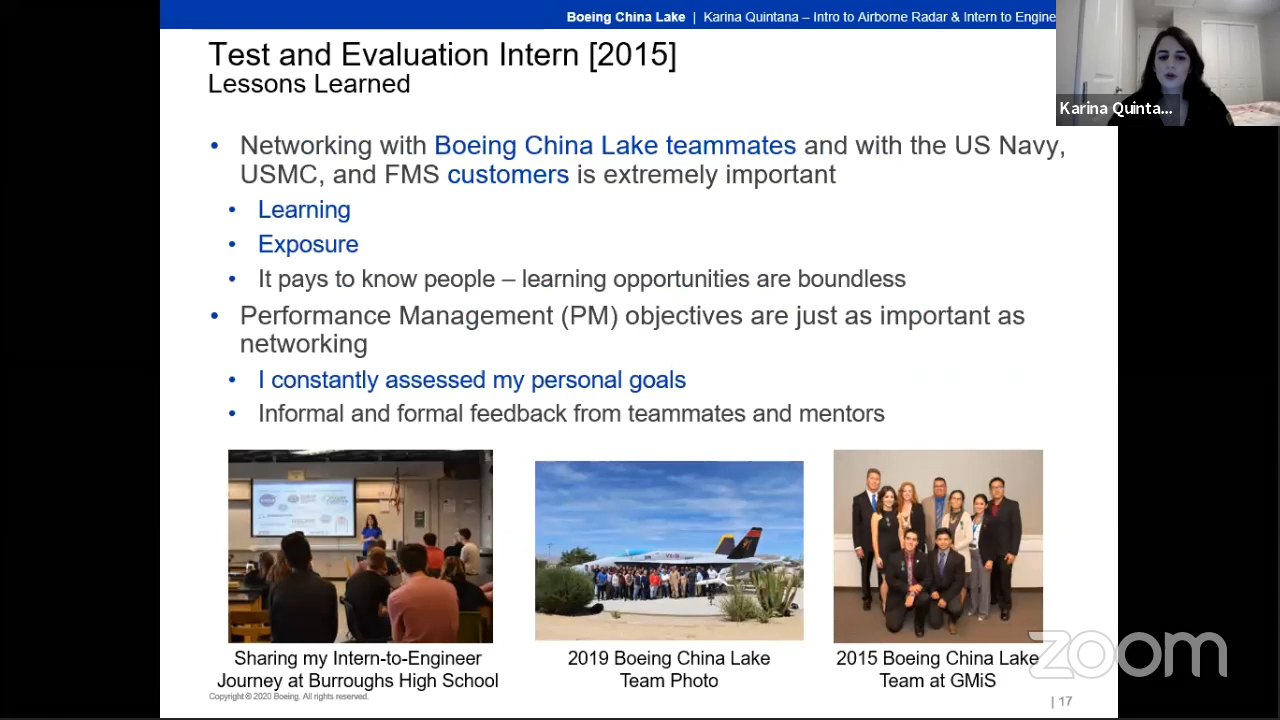 Boeing China Lake | Karina Quintana – Intro to Airborne Radar & Intern to Engine
Karina Quinta...
Test and Evaluation Intern [2015]
Lessons Learned
• Networking with Boeing China Lake teammates and with the US Navy,
USMC, and FMS customers is extremely important
• Learning
• Exposure
• It pays to know people – learning opportunities are boundless
• Performance Management (PM) objectives are just as important as
networking
• I constantly assessed my personal goals
• Informal and formal feedback from teammates and mentors
Sharing my Intern-to-Engineer
Journey at Burroughs High School
2019 Boeing China Lake
Team Photo
2015 Boeing China Lake
Team at GMiS
zoom
Copyright © 2020 Boeing. All rights reserved.
| 17